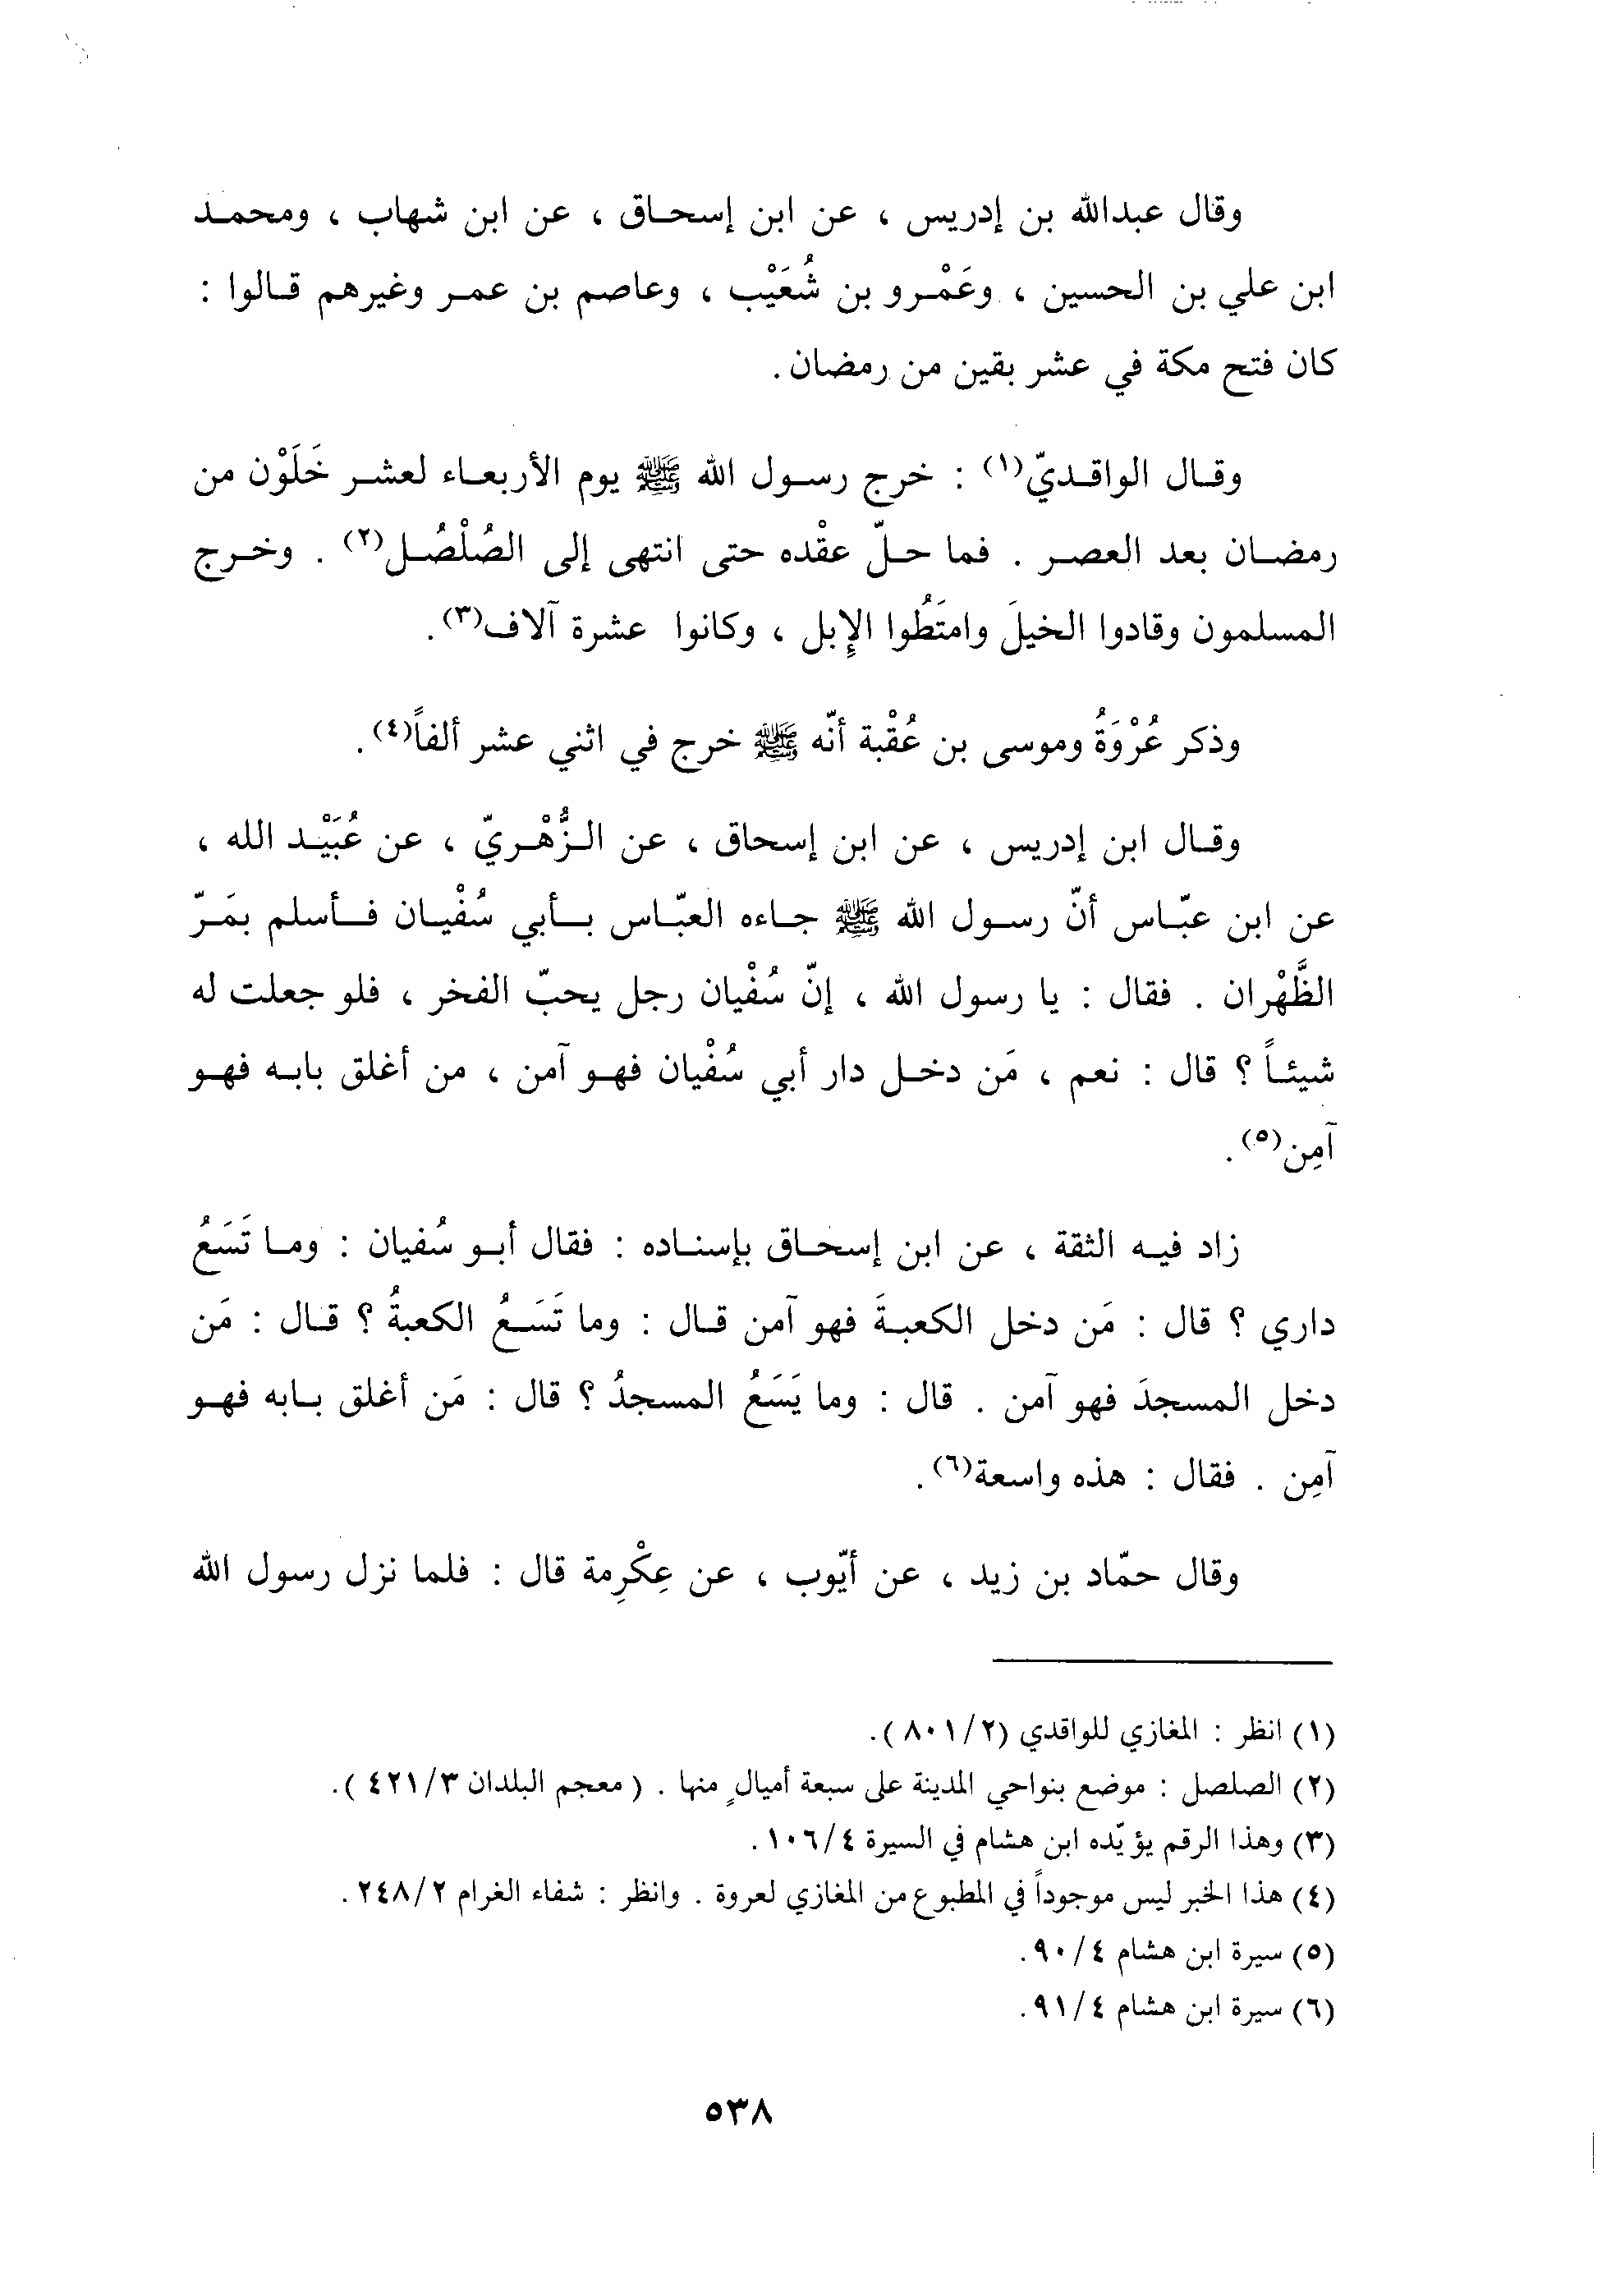 وقال عبدالله بن إدريس ، عن ابن إسحاق ، عن ابن شهاب ، ومحمد
ابن علي بن الحسين ، وعَمْرو بن شُعَيْب ، وعاصم بن عمر وغيرهم قالوا :
كان فتح مكة في عشر بقين من رمضان.
وقال الواقديّ(١) : خرج رسول الله ﷺ يوم الأربعاء لعشر خَلَوْن من
رمضان بعد العصر . فما حلّ عقْده حتى انتهى إلى الصُلْصُل(٢) . وخرج
المسلمون وقادوا الخيلَ وامتَطُوا الإِبل ، وكانوا عشرة آلاف(٣).
وذكر عُرْوَةُ وموسى بن عُقْبة أنّه ﷺ خرج في اثني عشر ألفاً(٤).
وقال ابن إدريس ، عن ابن إسحاق ، عن الزُّهْريّ ، عن عُبَيْد الله ،
عن ابن عبّاس أنّ رسول الله ﷺ جاءه العبّاس بأبي سُفْيان فأسلم بمَرّ
الظَّهْران . فقال : يا رسول الله ، إنّ سُفْيان رجل يحبّ الفخر ، فلو جعلت له
شيئاً ؟ قال : نعم ، مَن دخل دار أبي سُفْيان فهو آمن ، من أغلق بابه فهو
آمِن(٥).
زاد فيه الثقة ، عن ابن إسحاق بإسناده : فقال أبو سُفيان : وما تَسَعُ
داري ؟ قال : مَن دخل الكعبةَ فهو آمن قال : وما تَسَعُ الكعبةُ ؟ قال : مَن
دخل المسجدَ فهو آمن . قال : وما يَسَعُ المسجدُ ؟ قال : مَن أغلق بابه فهو
آمِن . فقال : هذه واسعة(٦).
وقال حمّاد بن زيد ، عن أيّوب ، عن عِكْرِمة قال : فلما نزل رسول الله
(١) انظر : المغازي للواقدي (٨٠١/٢).
(٢) الصلصل : موضع بنواحي المدينة على سبعة أميالٍ منها . ( معجم البلدان ٤٢١/٣ ).
(٣) وهذا الرقم يؤيّده ابن هشام في السيرة ١٠٦/٤.
(٤) هذا الخبر ليس موجوداً في المطبوع من المغازي لعروة . وانظر : شفاء الغرام ٢٤٨/٢.
(٥) سيرة ابن هشام ٩٠/٤.
(٦) سيرة ابن هشام ٩١/٤.
٥٣٨